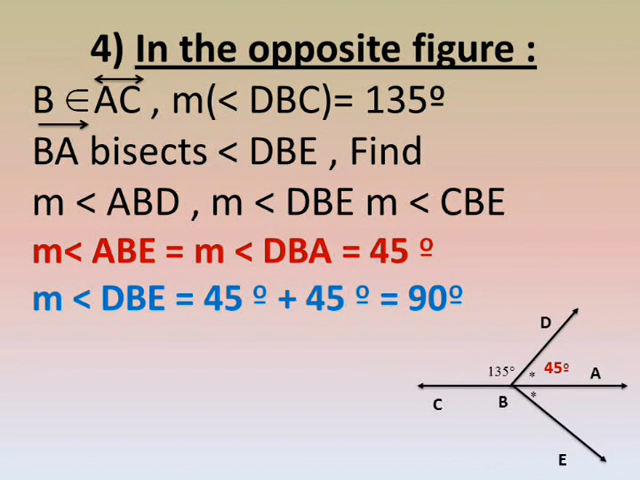 4) In the opposite figure :
B ∈ AC , m(< DBC)= 135º
BA bisects < DBE , Find
m < ABD , m < DBE m < CBE
m< ABE = m < DBA = 45 º
m < DBE = 45 º + 45 º = 90º
D
135°
*
45º
A
C
B
*
E